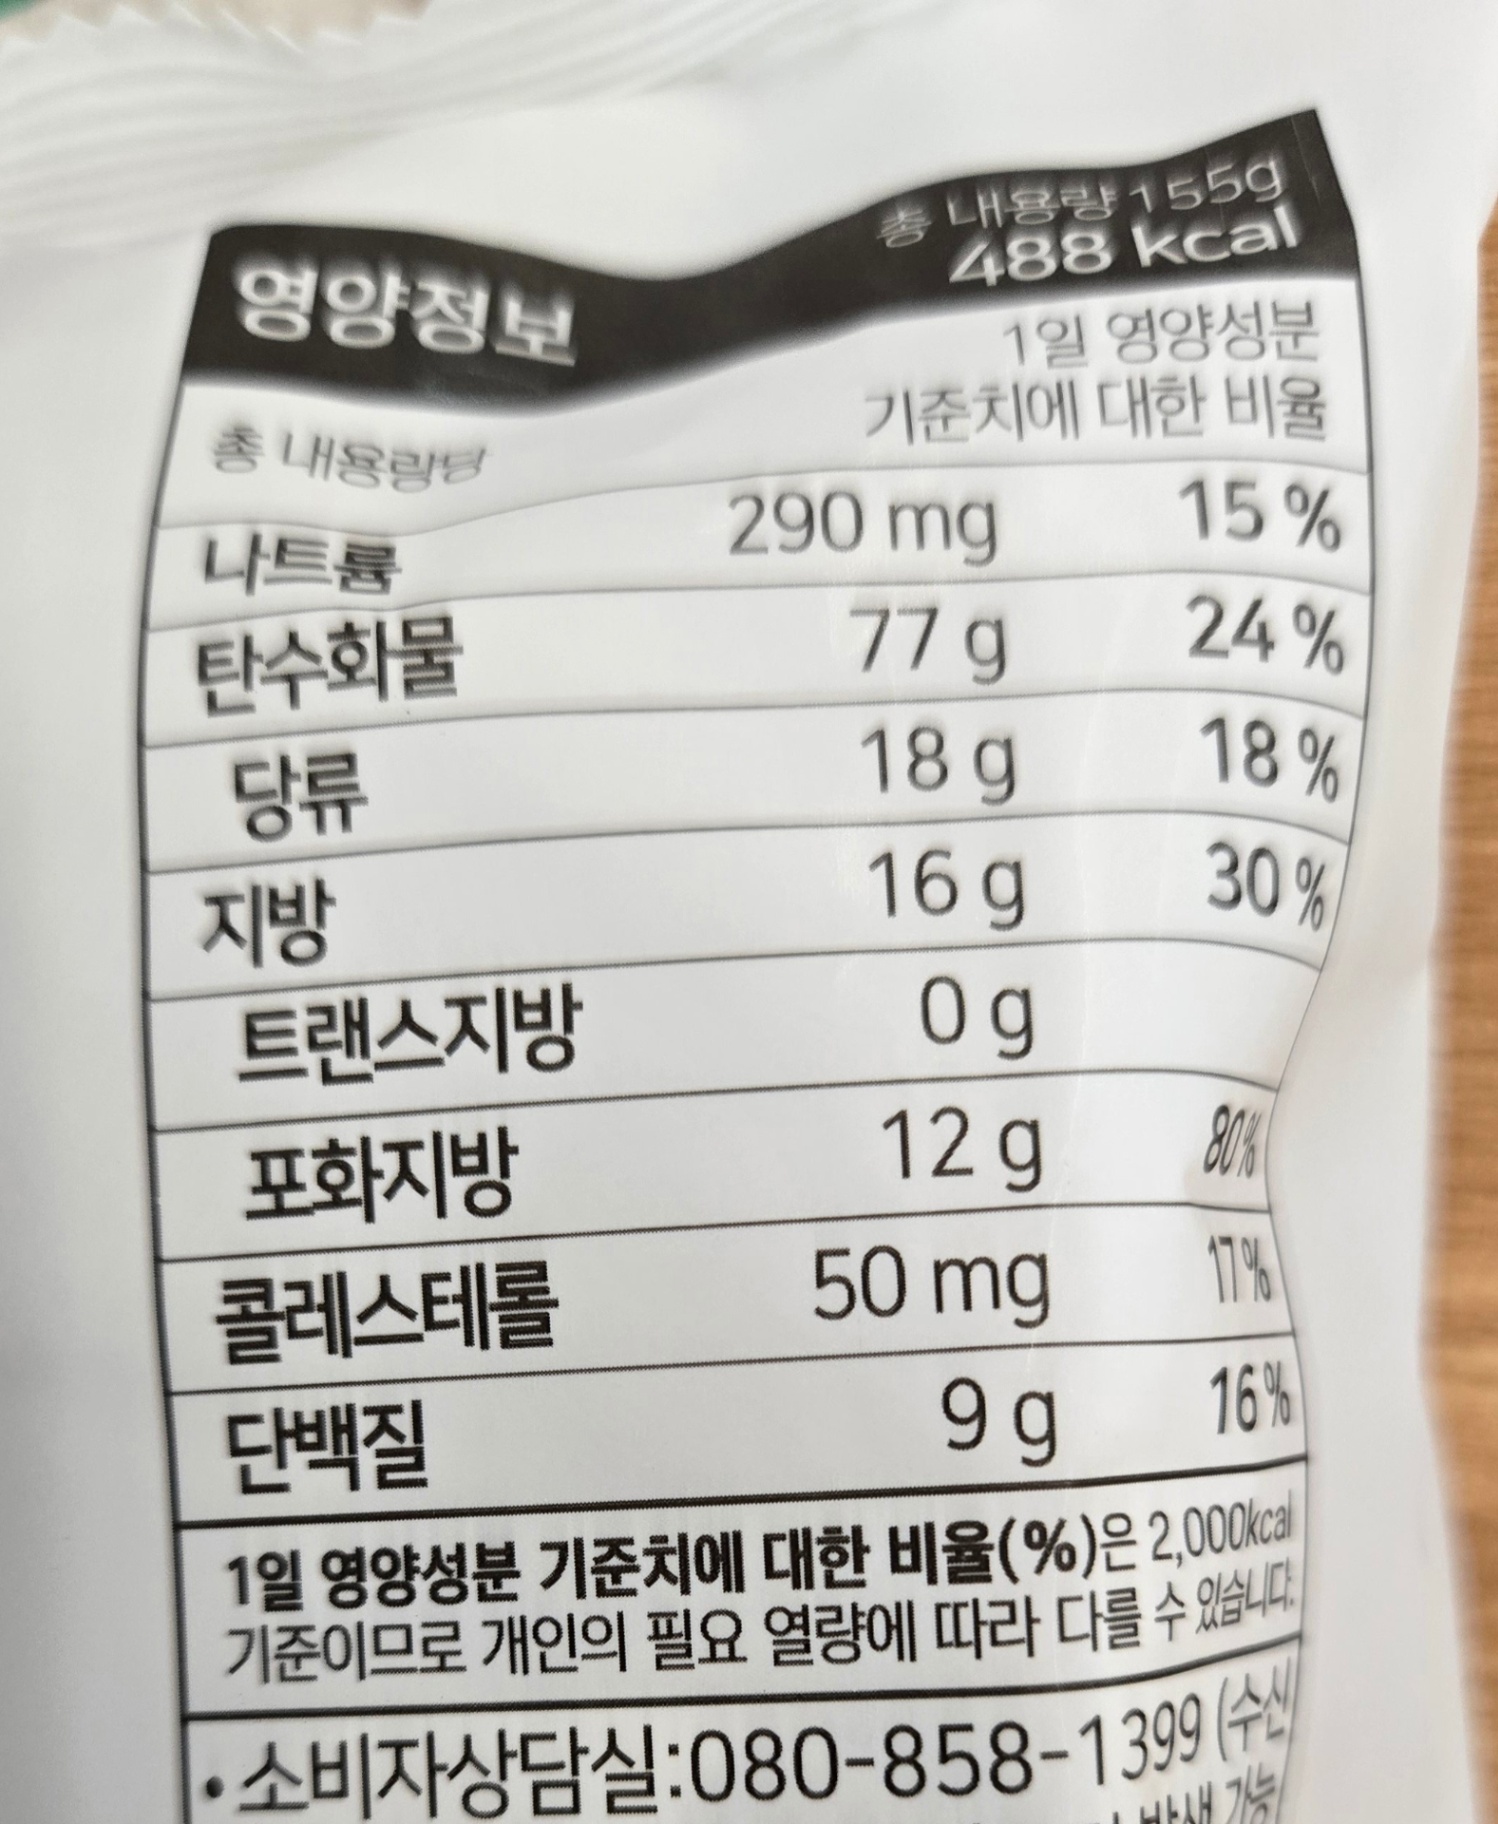 총 내용량 155g
488 kcal
영양정보
1일 영양성분
기준치에 대한 비율
총 내용량당
나트륨 290 mg 15 %
탄수화물 77 g 24 %
당류 18 g 18 %
지방 16 g 30 %
트랜스지방 0 g
포화지방 12 g 80%
콜레스테롤 50 mg 17%
단백질 9 g 16%
1일 영양성분 기준치에 대한 비율(%)은 2,000kcal
기준이므로 개인의 필요 열량에 따라 다를 수 있습니다.
•소비자상담실:080-858-1399 (수신
가능